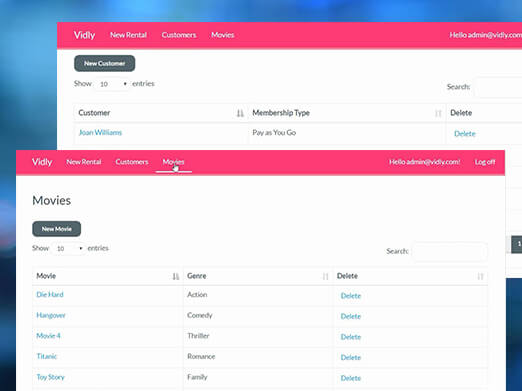 Vidly New Rental Customers Movies Hello admin@vidly.com
New Customer
Show 10 entries Search:
Customer Membership Type Delete
Joan Williams Pay as You Go Delete
1
Vidly New Rental Customers Movies Hello admin@vidly.com! Log off
Movies
New Movie
Show 10 entries Search:
Movie Genre Delete
Die Hard Action Delete
Hangover Comedy Delete
Movie 4 Thriller Delete
Titanic Romance Delete
Toy Story Family Delete